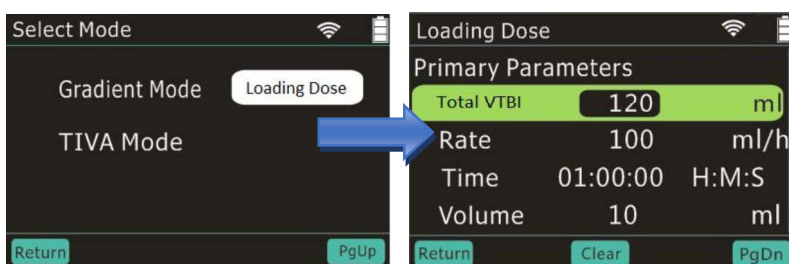 Select Mode
Gradient Mode Loading Dose
TIVA Mode
Return PgUp
Loading Dose
Primary Parameters
Total VTBI 120 ml
Rate 100 ml/h
Time 01:00:00 H:M:S
Volume 10 ml
Return Clear PgDn